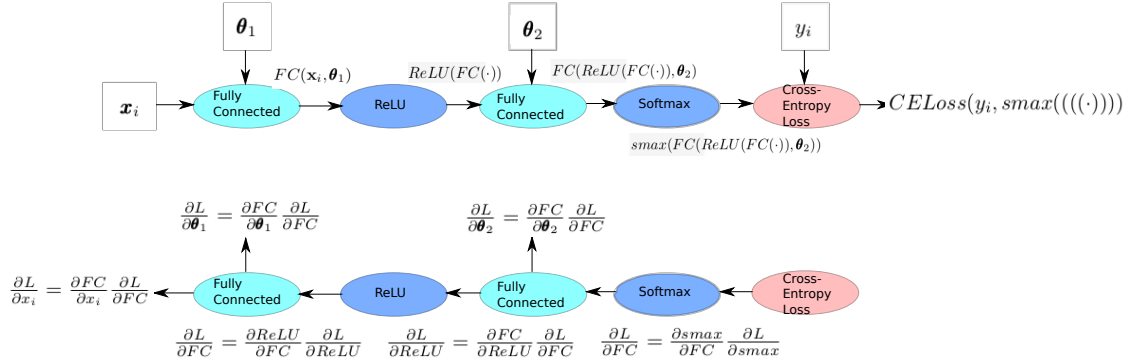 𝜽₁
𝜽₂
yᵢ
FC(𝐱ᵢ, 𝜽₁)
ReLU(FC(·))
FC(ReLU(FC(·)), 𝜽₂)
𝒙ᵢ
Fully
Connected
ReLU
Fully
Connected
Softmax
Cross-
Entropy
Loss
CELoss(yᵢ, smax((((·))))
smax(FC(ReLU(FC(·)), 𝜽₂))
∂L/∂𝜽₁ = ∂FC/∂𝜽₁ ∂L/∂FC
∂L/∂𝜽₂ = ∂FC/∂𝜽₂ ∂L/∂FC
∂L/∂xᵢ = ∂FC/∂xᵢ ∂L/∂FC
Fully
Connected
ReLU
Fully
Connected
Softmax
Cross-
Entropy
Loss
∂L/∂FC = ∂ReLU/∂FC ∂L/∂ReLU
∂L/∂ReLU = ∂FC/∂ReLU ∂L/∂FC
∂L/∂FC = ∂smax/∂FC ∂L/∂smax